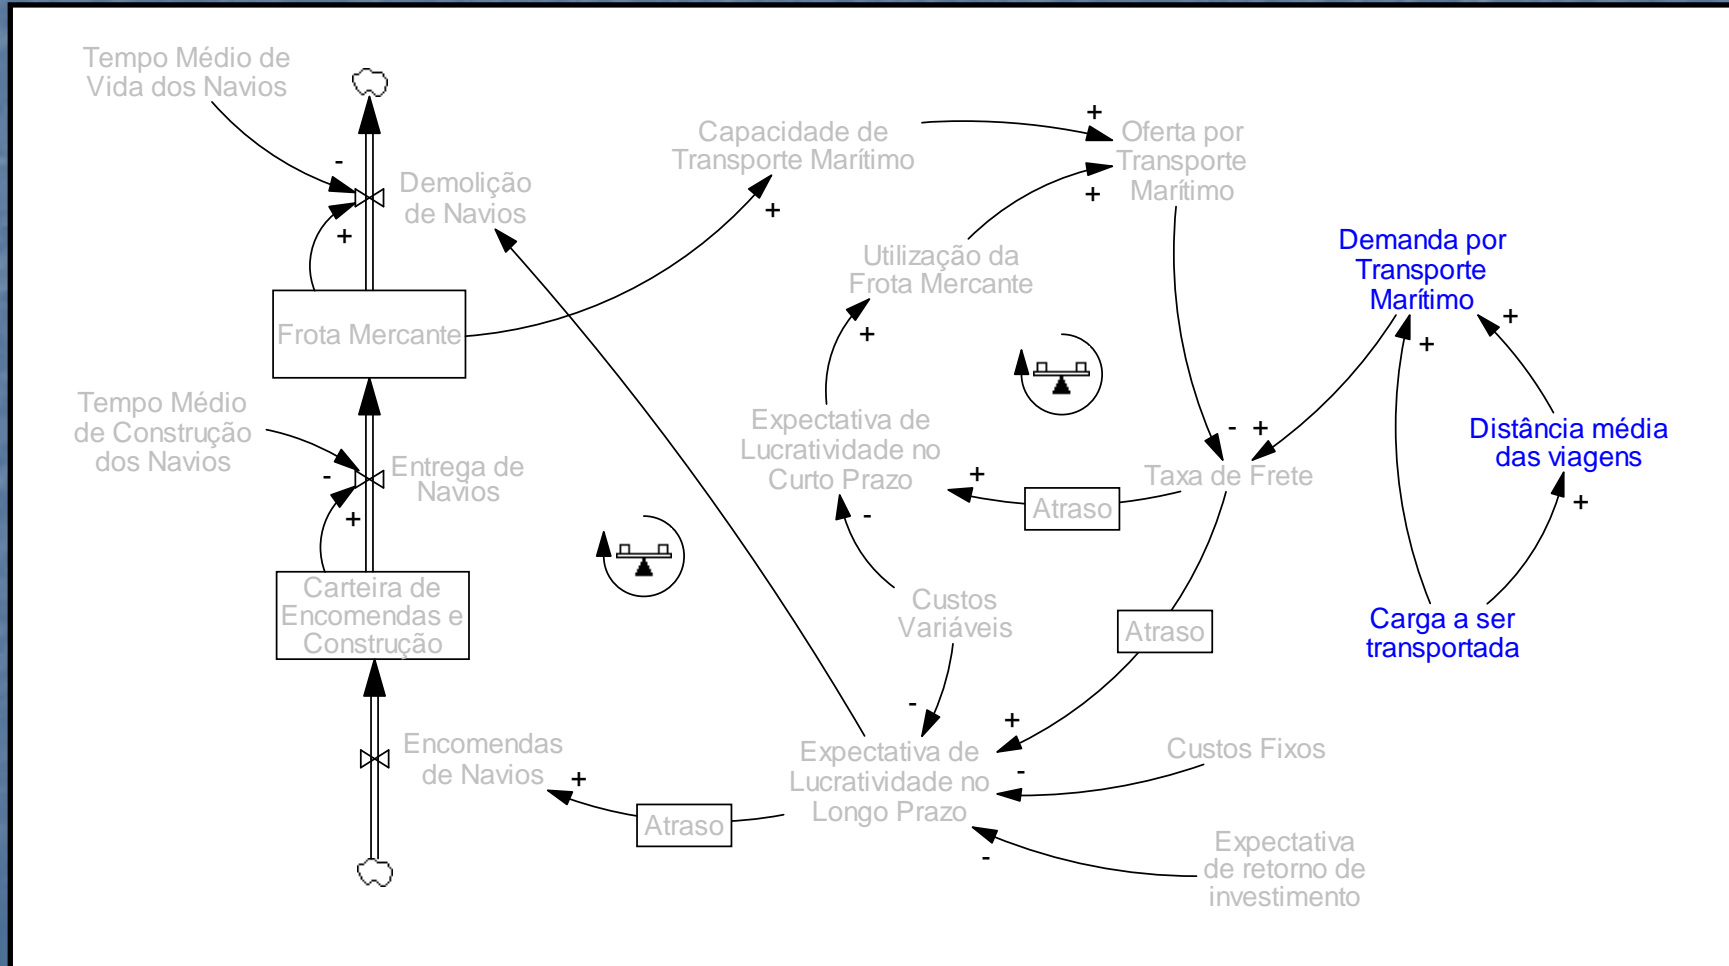 Tempo Médio de
Vida dos Navios
-
+
Demolição
de Navios
Frota Mercante
Tempo Médio
de Construção
dos Navios
-
+
Entrega de
Navios
Carteira de
Encomendas e
Construção
Encomendas
de Navios
+
Atraso
Capacidade de
Transporte Marítimo
+
+
Oferta por
Transporte
Marítimo
+
Utilização da
Frota Mercante
+
Expectativa de
Lucratividade no
Curto Prazo
+
-
Atraso
- +
Taxa de Frete
Custos
Variáveis
-
Atraso
+
Expectativa de
Lucratividade no
Longo Prazo
-
-
Custos Fixos
Expectativa
de retorno de
investimento
Demanda por
Transporte
Marítimo
+
+
Distância média
das viagens
+
Carga a ser
transportada